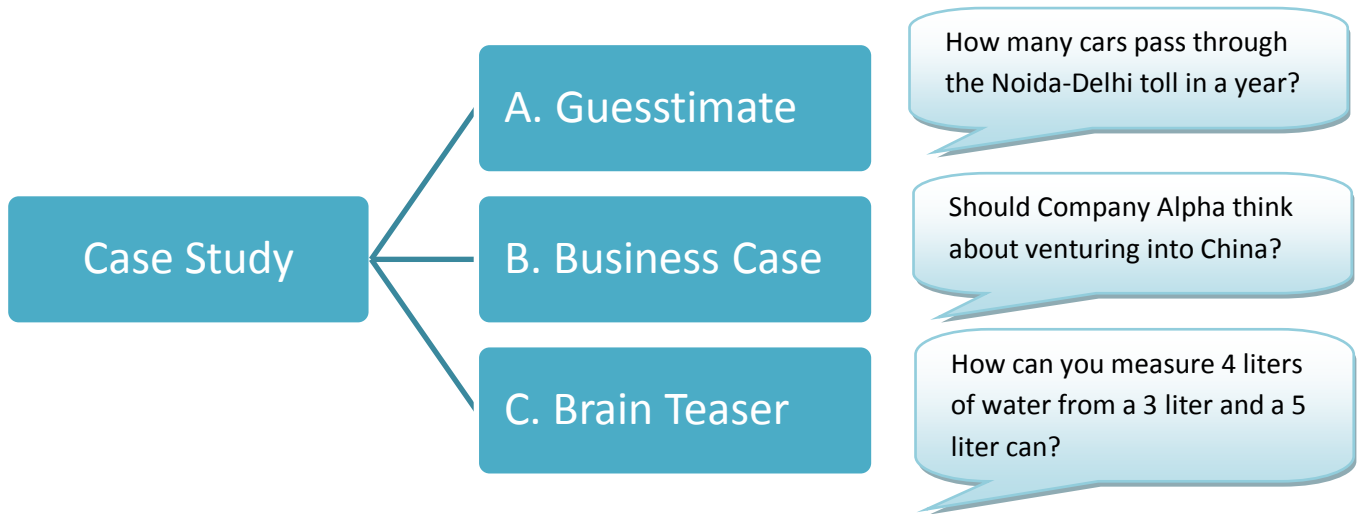 Case Study
A. Guesstimate
How many cars pass through
the Noida-Delhi toll in a year?
B. Business Case
Should Company Alpha think
about venturing into China?
C. Brain Teaser
How can you measure 4 liters
of water from a 3 liter and a 5
liter can?